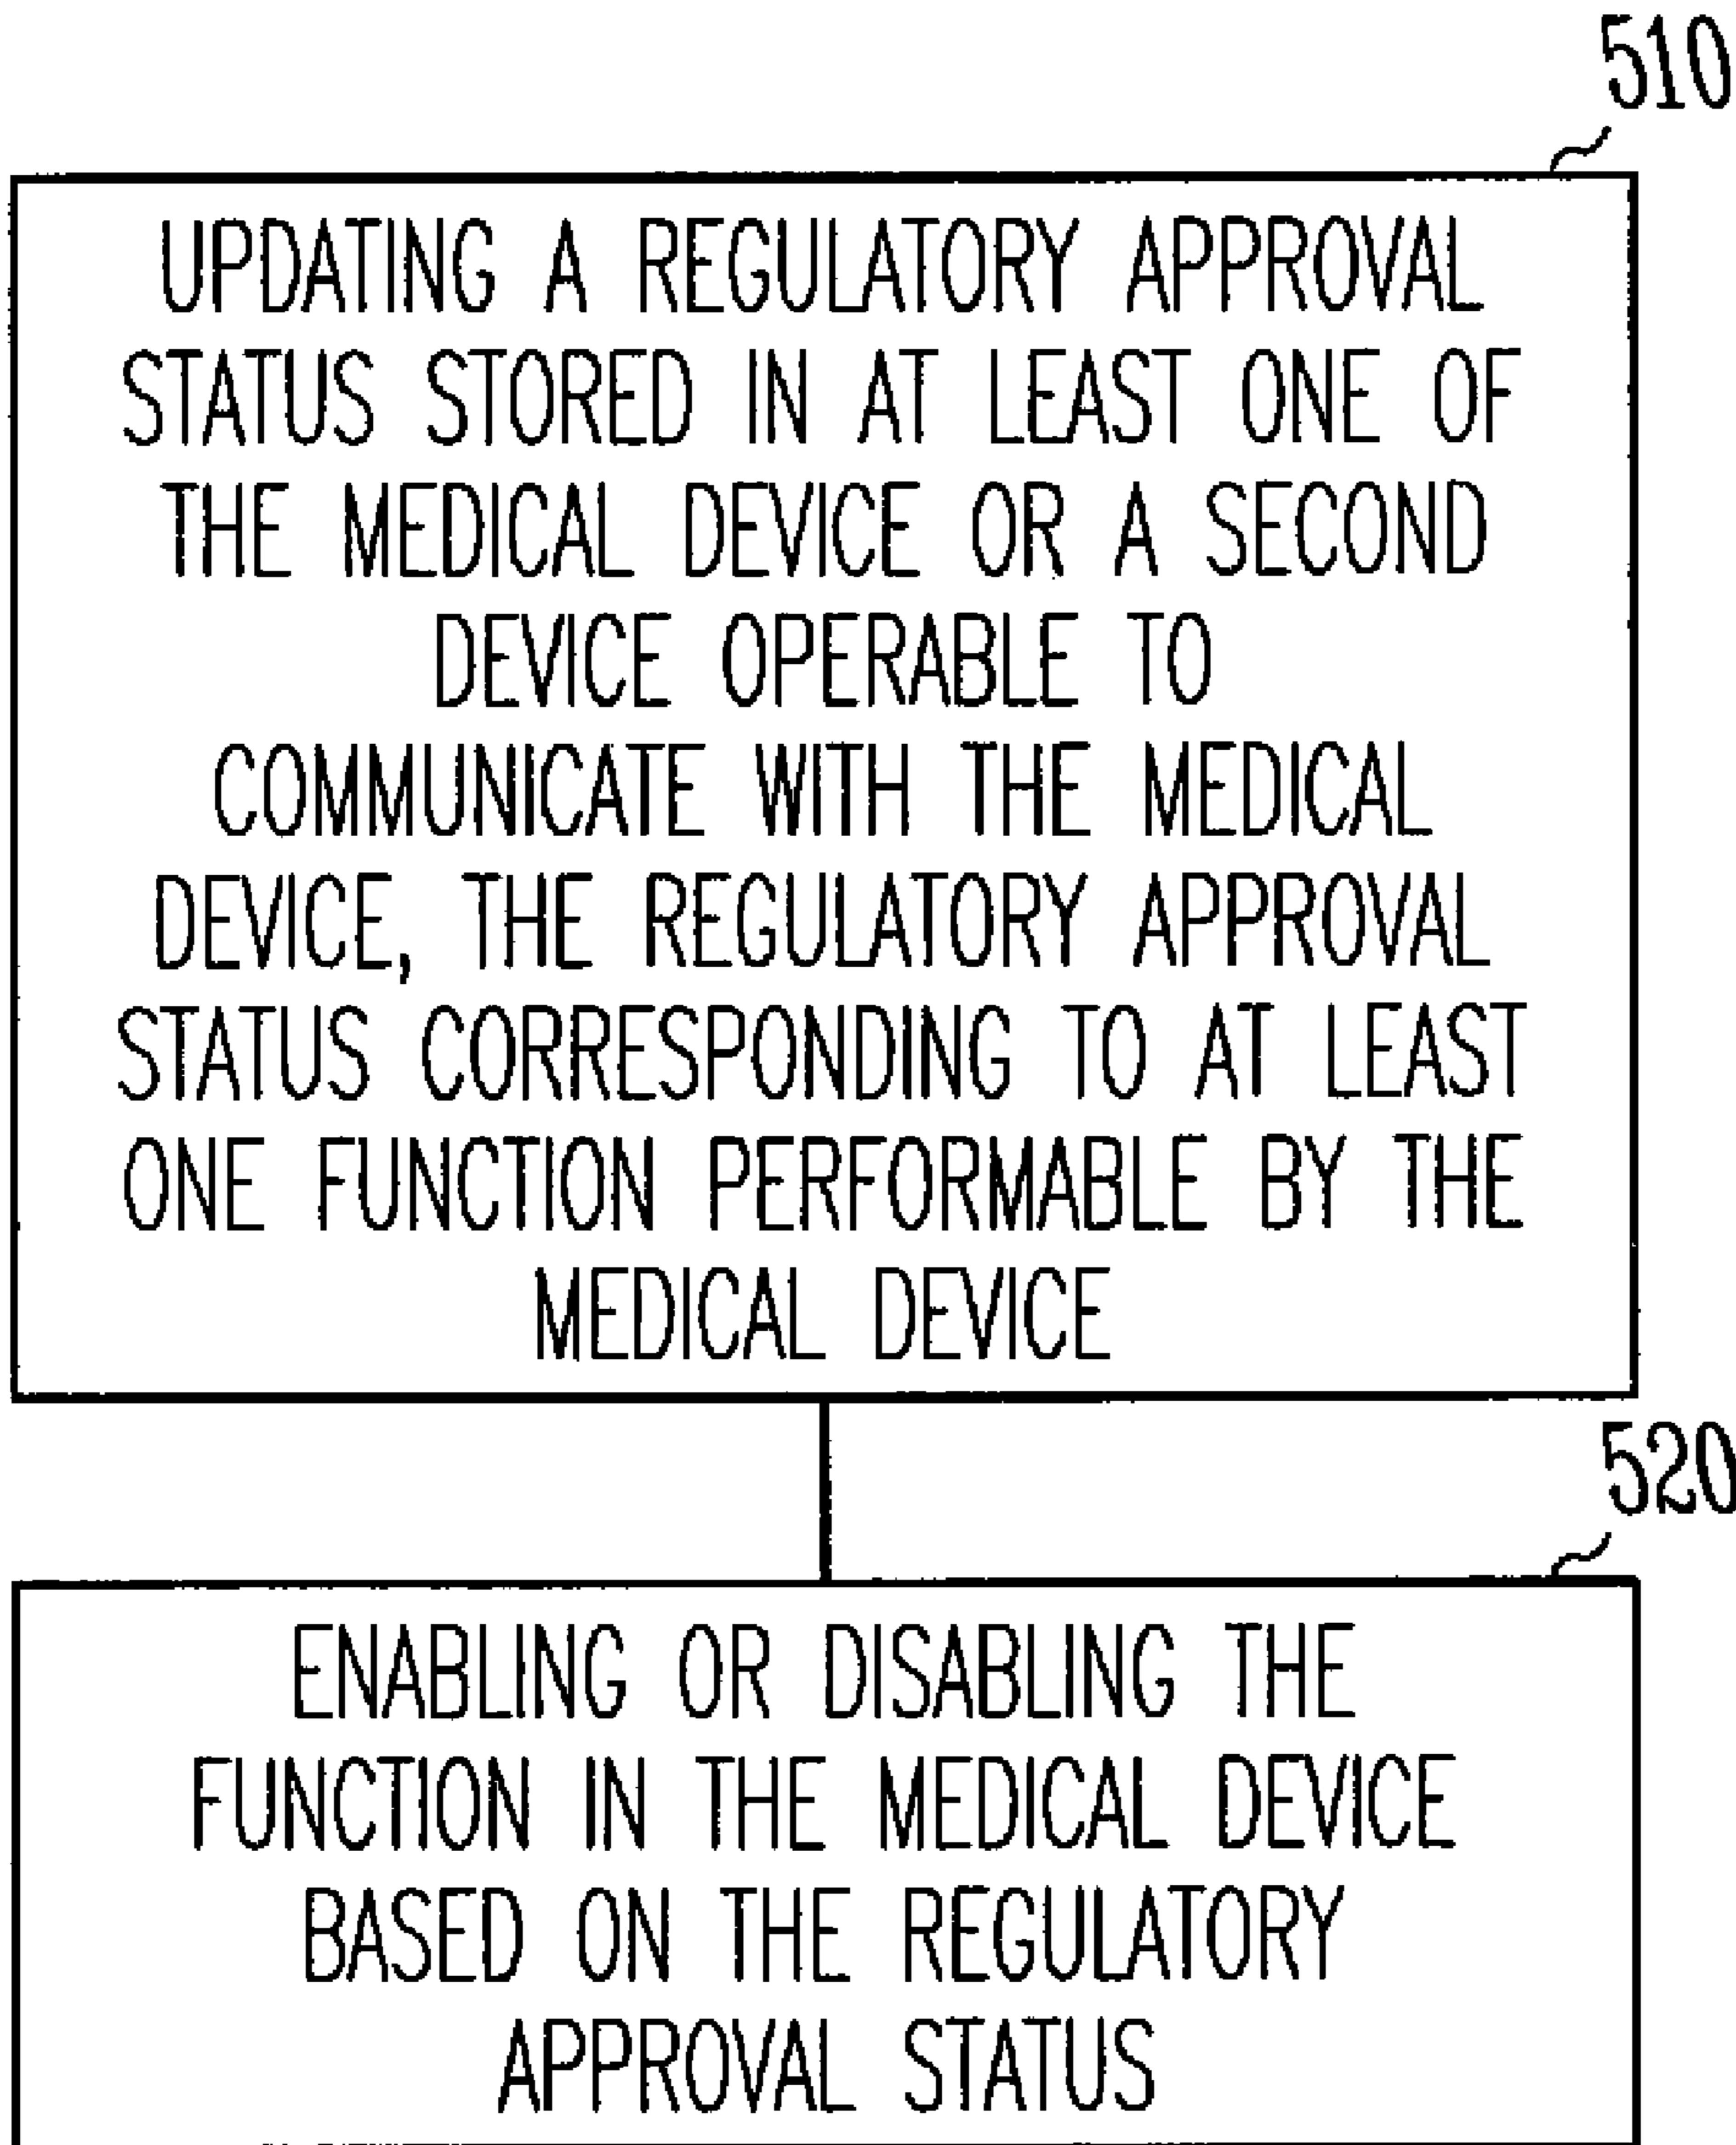 510
UPDATING A REGULATORY APPROVAL
STATUS STORED IN AT LEAST ONE OF
THE MEDICAL DEVICE OR A SECOND
DEVICE OPERABLE TO
COMMUNICATE WITH THE MEDICAL
DEVICE, THE REGULATORY APPROVAL
STATUS CORRESPONDING TO AT LEAST
ONE FUNCTION PERFORMABLE BY THE
MEDICAL DEVICE
520
ENABLING OR DISABLING THE
FUNCTION IN THE MEDICAL DEVICE
BASED ON THE REGULATORY
APPROVAL STATUS